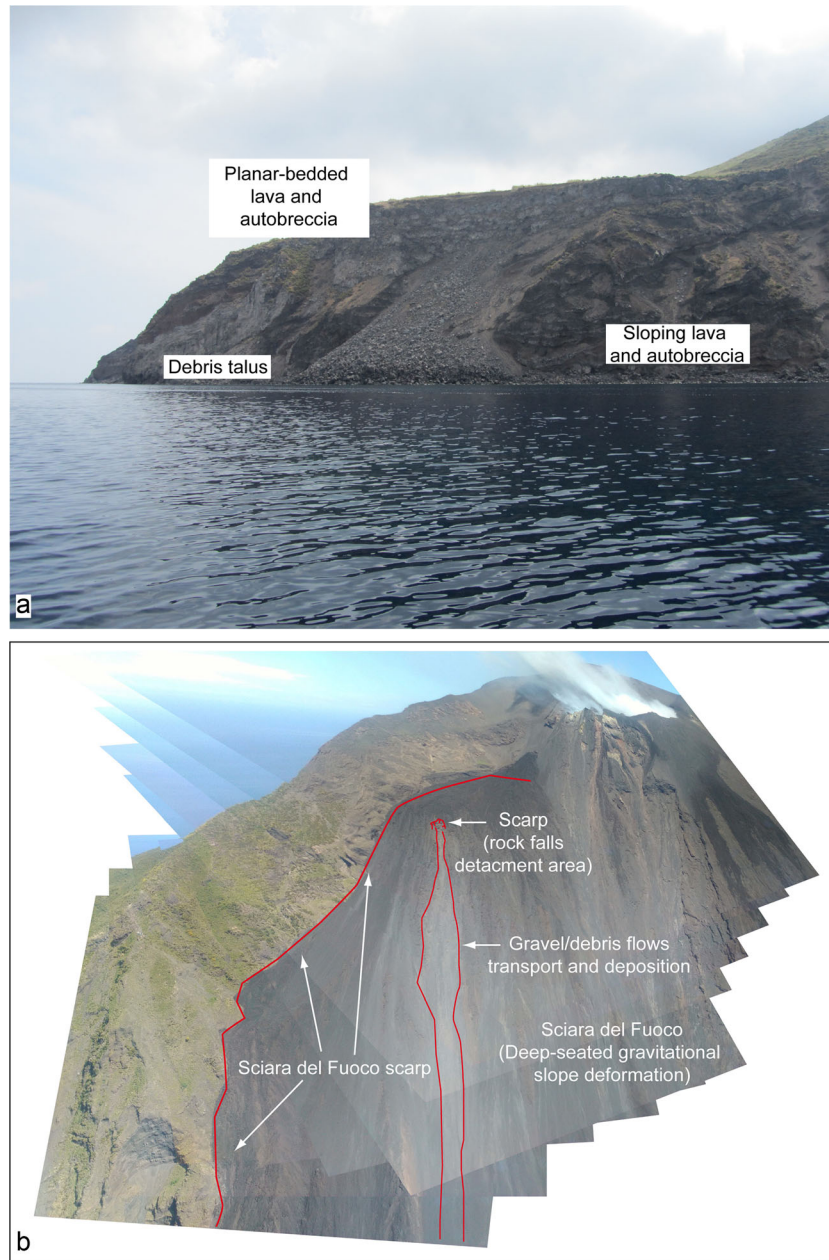 Planar-bedded
lava and
autobreccia
Sloping lava
and autobreccia
Debris talus
a
Scarp
(rock falls
detacment area)
Gravel/debris flows
transport and deposition
Sciara del Fuoco
(Deep-seated gravitational
slope deformation)
Sciara del Fuoco scarp
b